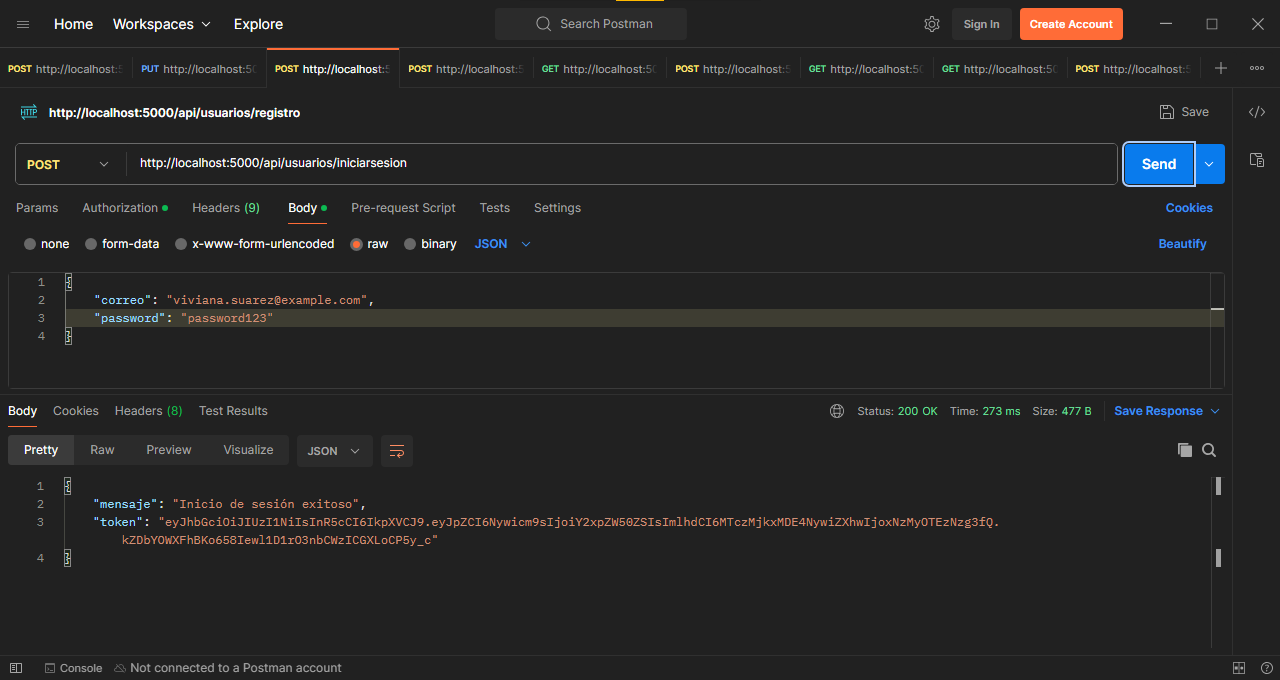 Home Workspaces Explore Search Postman Sign In Create Account
POST http://localhost:5 PUT http://localhost:50 POST http://localhost:5 POST http://localhost:5 GET http://localhost:50 POST http://localhost:5 GET http://localhost:50 GET http://localhost:50 POST http://localhost:5
HTTP http://localhost:5000/api/usuarios/registro Save
POST http://localhost:5000/api/usuarios/iniciarsesion Send
Params Authorization Headers (9) Body Pre-request Script Tests Settings Cookies
none form-data x-www-form-urlencoded raw binary JSON Beautify
1 {
2 "correo": "viviana.suarez@example.com",
3 "password": "password123"
4 }
Body Cookies Headers (8) Test Results Status: 200 OK Time: 273 ms Size: 477 B Save Response
Pretty Raw Preview Visualize JSON
1 {
2 "mensaje": "Inicio de sesión exitoso",
3 "token": "eyJhbGciOiJIUzI1NiIsInR5cCI6IkpXVCJ9.eyJpZCI6Nywicm9sIjoiY2xpZW50ZSIsImlhdCI6MTczMjkxMDE4NywiZXhwIjoxNzMyOTEzNzg3fQ.
kZDbYOWXFhBKo658Iewl1D1rO3nbCWzICGXLoCP5y_c"
4 }
Console Not connected to a Postman account